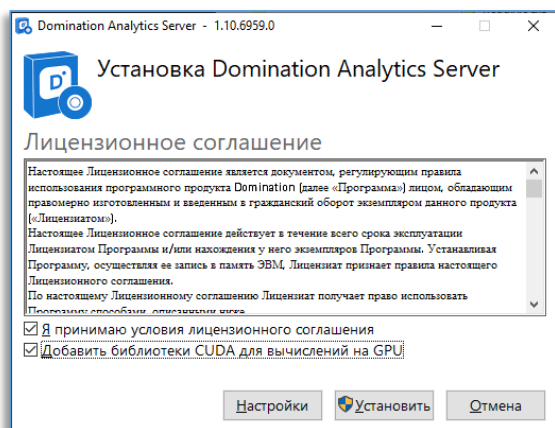 Domination Analytics Server - 1.10.6959.0
Установка Domination Analytics Server
Лицензионное соглашение
Настоящее Лицензионное соглашение является документом, регулирующим правила
использования программного продукта Domination (далее «Программа») лицом, обладающим
правомерно изготовленным и введенным в гражданский оборот экземпляром данного продукта
(«Лицензиатом»).
Настоящее Лицензионное соглашение действует в течение всего срока эксплуатации
Лицензиатом Программы и/или нахождения у него экземпляров Программы. Устанавливая
Программу, осуществляя ее запись в память ЭВМ, Лицензиат признает правила настоящего
Лицензионного соглашения.
По настоящему Лицензионному соглашению Лицензиат получает право использовать
Программу способами, описанными ниже
Я принимаю условия лицензионного соглашения
Добавить библиотеки CUDA для вычислений на GPU
Настройки Установить Отмена